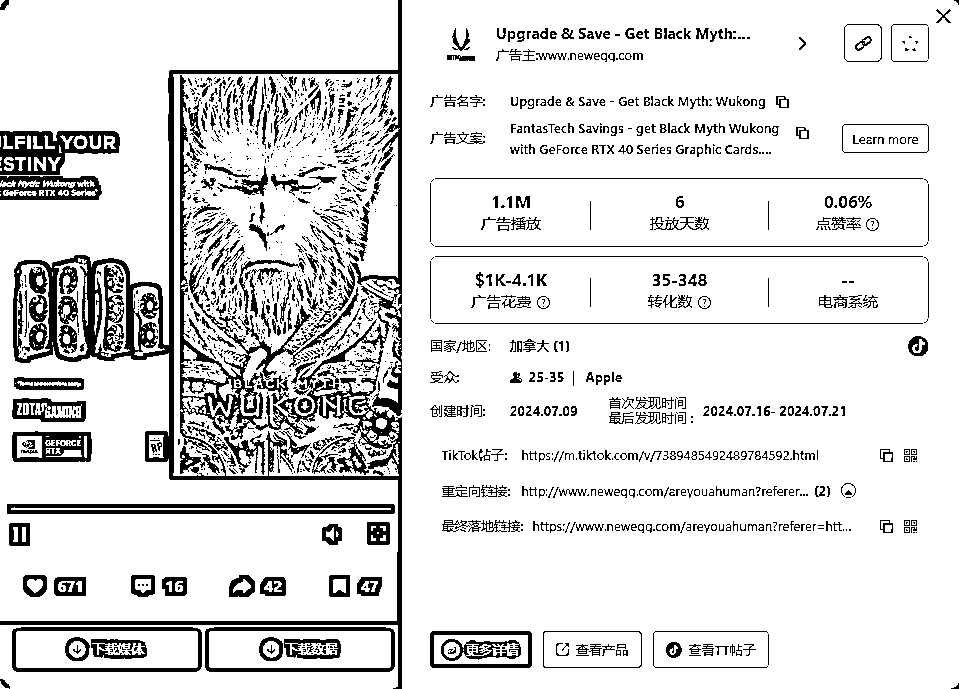 ULFILL YOUR
ESTINY
lack Myth: Wukong with
GeForce RTX 40 Series
BLACK MYTH
WUKONG
ZOTAC GAMING
GEFORCE
RTX
RP
671
16
42
47
下载媒体
下载数据
Upgrade & Save - Get Black Myth:...
广告主:www.newegg.com
广告名字: Upgrade & Save - Get Black Myth: Wukong
广告文案: FantasTech Savings - get Black Myth Wukong
with GeForce RTX 40 Series Graphic Cards....
Learn more
1.1M 6 0.06%
广告播放 投放天数 点赞率
$1K-4.1K 35-348 --
广告花费 转化数 电商系统
国家/地区: 加拿大 (1)
受众: 25-35 | Apple
创建时间: 2024.07.09 首次发现时间
最后发现时间: 2024.07.16- 2024.07.21
TikTok帖子: https://m.tiktok.com/v/7389485492489784592.html
重定向链接: http://www.newegg.com/areyouahuman?referer... (2)
最终落地链接: https://www.newegg.com/areyouahuman?referer=htt...
更多详情 查看产品 查看TT帖子